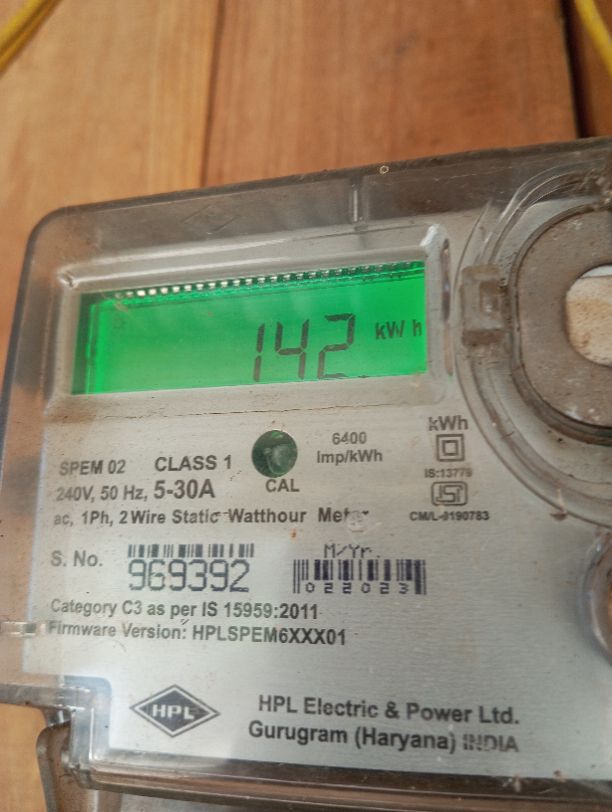 142 kWh
6400
Imp/kWh
kWh
SPEM 02 CLASS 1
CAL
IS:13779
240V, 50 Hz, 5-30A
ac, 1Ph, 2 Wire Static Watthour Meter
CM/L-0190783
S. No.
969392
M/Yr.
022023
Category C3 as per IS 15959:2011
Firmware Version: HPLSPEM6XXX01
HPL
HPL Electric & Power Ltd.
Gurugram (Haryana) INDIA